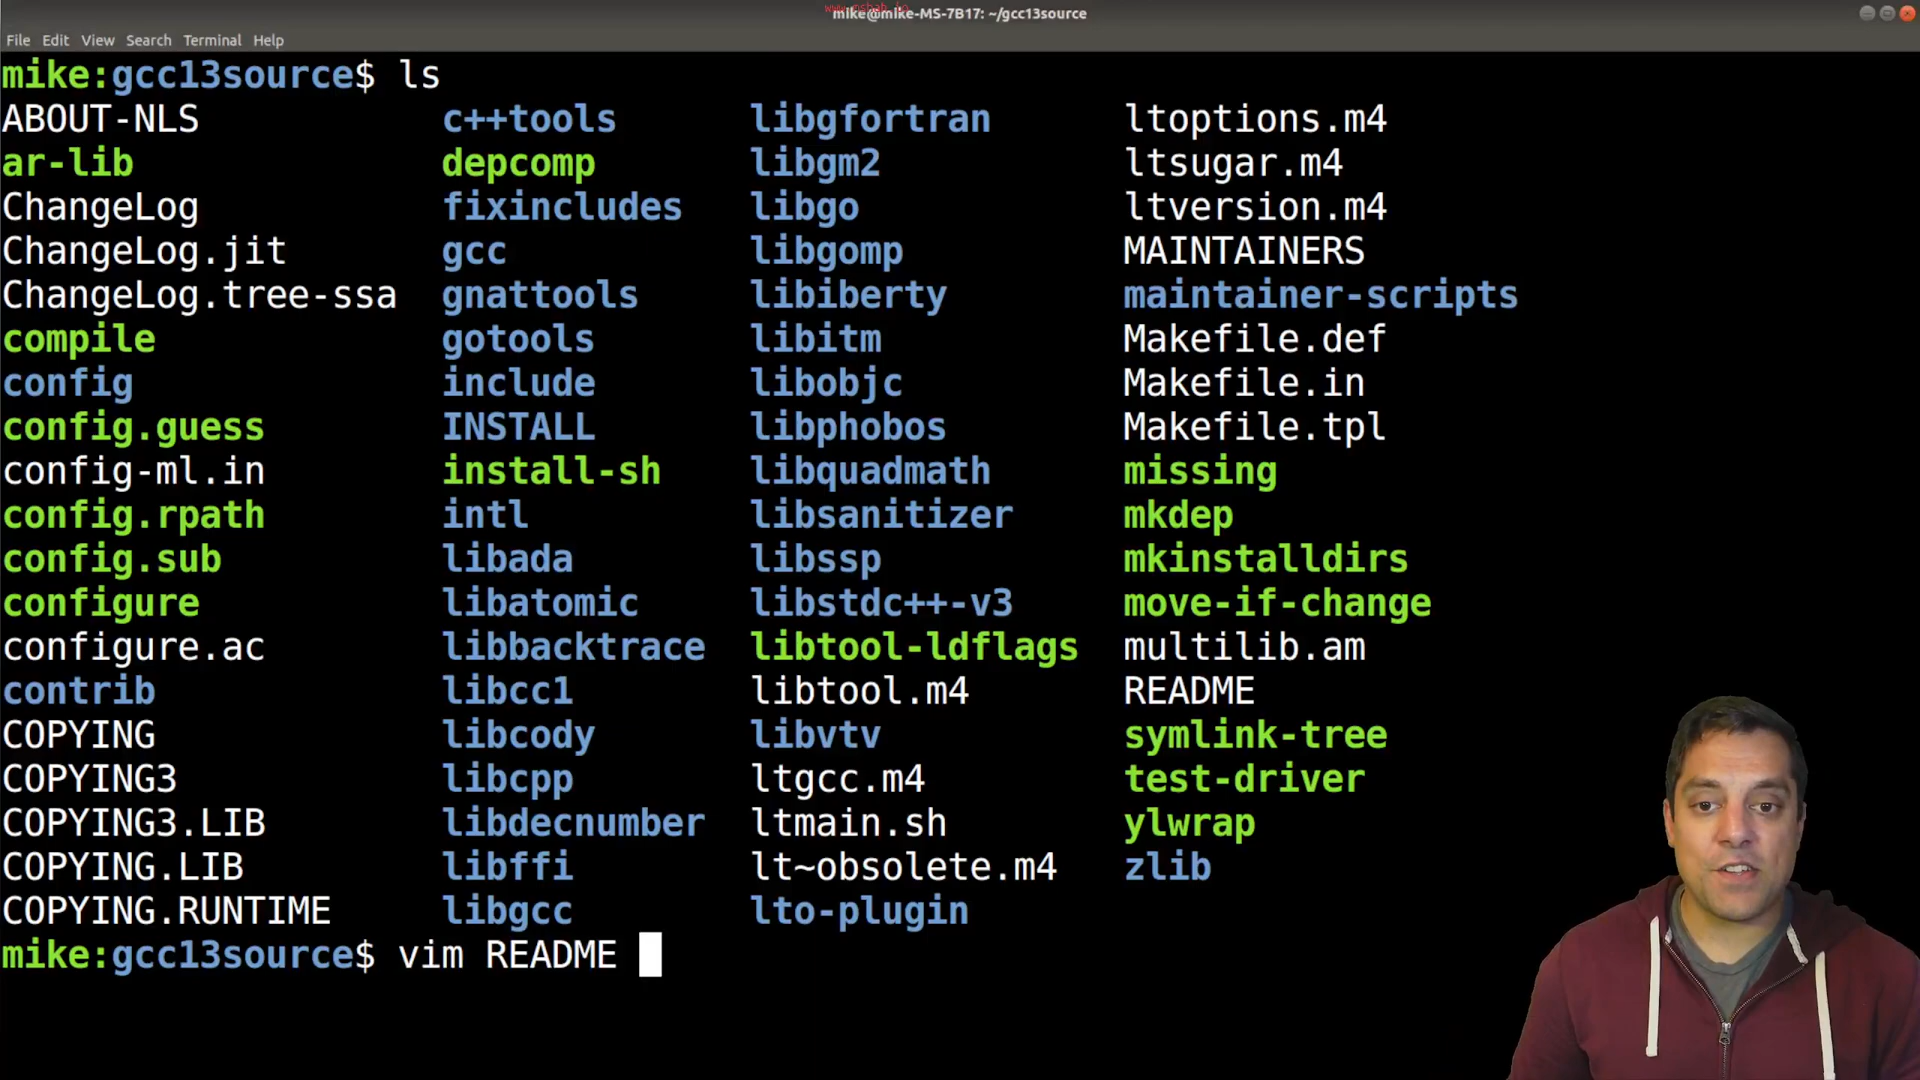 www.mshah.io
mike@mike-MS-7B17: ~/gcc13source
File Edit View Search Terminal Help
mike:gcc13source$ ls
ABOUT-NLS c++tools libgfortran ltoptions.m4
ar-lib depcomp libgm2 ltsugar.m4
ChangeLog fixincludes libgo ltversion.m4
ChangeLog.jit gcc libgomp MAINTAINERS
ChangeLog.tree-ssa gnattools libiberty maintainer-scripts
compile gotools libitm Makefile.def
config include libobjc Makefile.in
config.guess INSTALL libphobos Makefile.tpl
config-ml.in install-sh libquadmath missing
config.rpath intl libsanitizer mkdep
config.sub libada libssp mkinstalldirs
configure libatomic libstdc++-v3 move-if-change
configure.ac libbacktrace libtool-ldflags multilib.am
contrib libcc1 libtool.m4 README
COPYING libcody libvtv symlink-tree
COPYING3 libcpp ltgcc.m4 test-driver
COPYING3.LIB libdecnumber ltmain.sh ylwrap
COPYING.LIB libffi lt~obsolete.m4 zlib
COPYING.RUNTIME libgcc lto-plugin
mike:gcc13source$ vim README